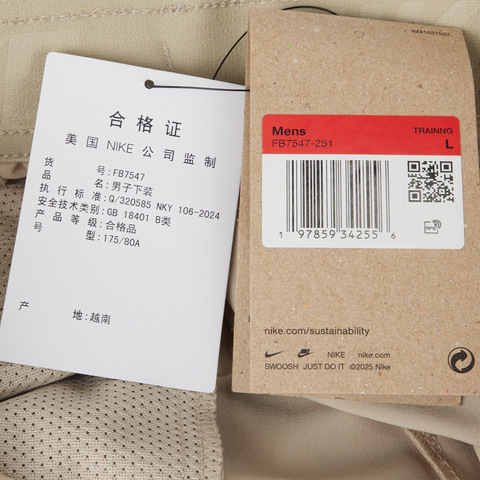 合格证
美国 NIKE 公司监制
货号:FB7547
品名:男子下装
执行标准:Q/320585 NKY 106-2024
安全技术类别:GB 18401 B类
产品等级:合格品
号型:175/80A
产地:越南
Mens
TRAINNG
FB7547-251
L
1 97859 34255 6
RFID
nike.com/sustainability
NIKE nike.com
SWOOSH JUST DO IT ©2025 Nike